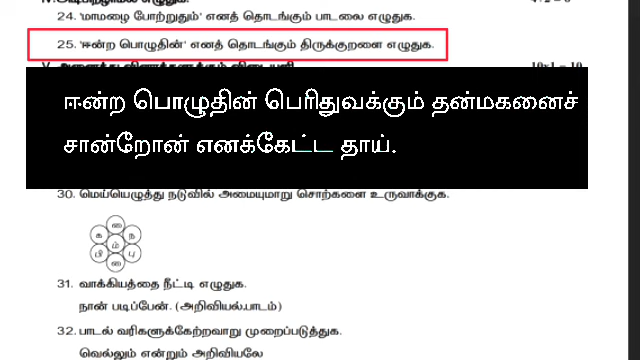 24. 'மாமழை போற்றுதும்' எனத் தொடங்கும் பாடலை எழுதுக.
25. 'ஈன்ற பொழுதின்' எனத் தொடங்கும் திருக்குறளை எழுதுக.
ஈன்ற பொழுதின் பெரிதுவக்கும் தன்மகனைச்
சான்றோன் எனக்கேட்ட தாய்.
30. மெய்யெழுத்து நடுவில் அமையுமாறு சொற்களை உருவாக்குக.
க
ந
ம்
பி
பு
31. வாக்கியத்தை நீட்டி எழுதுக.
நான் படிப்பேன். (அறிவியல்பாடம்)
32. பாடல் வரிகளுக்கேற்றவாறு முறைப்படுத்துக.
வெல்லும் என்றும் அறிவியலே